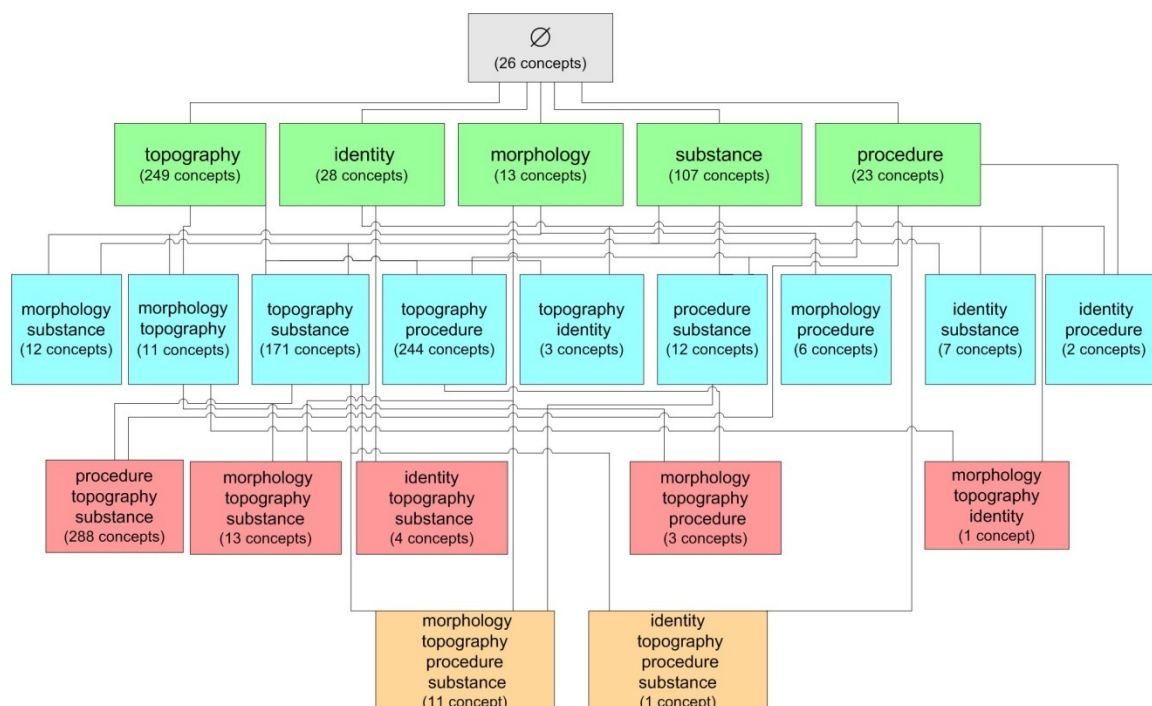 ∅
(26 concepts)
topography
(249 concepts)
identity
(28 concepts)
morphology
(13 concepts)
substance
(107 concepts)
procedure
(23 concepts)
morphology
substance
(12 concepts)
morphology
topography
(11 concepts)
topography
substance
(171 concepts)
topography
procedure
(244 concepts)
topography
identity
(3 concepts)
procedure
substance
(12 concepts)
morphology
procedure
(6 concepts)
identity
substance
(7 concepts)
identity
procedure
(2 concepts)
procedure
topography
substance
(288 concepts)
morphology
topography
substance
(13 concepts)
identity
topography
substance
(4 concepts)
morphology
topography
procedure
(3 concepts)
morphology
topography
identity
(1 concept)
morphology
topography
procedure
substance
(11 concept)
identity
topography
procedure
substance
(1 concept)